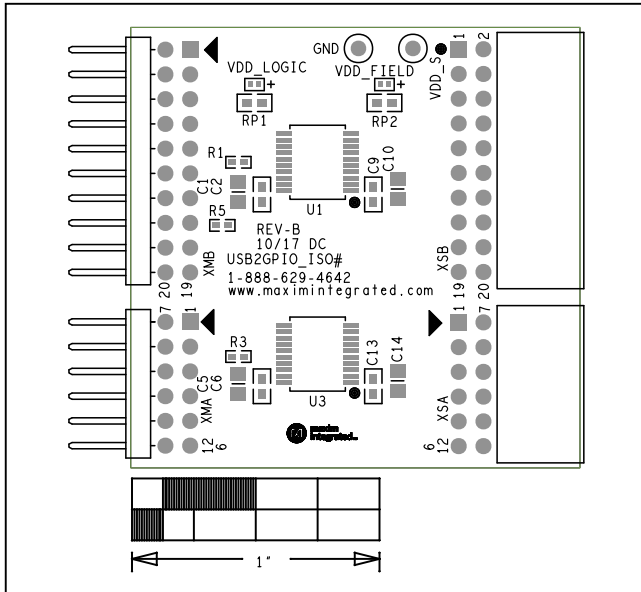 GND
VDD_LOGIC
VDD_FIELD
VDD_S
1
2
+
+
RP1
RP2
R1
C1
C2
C9
C10
R5
U1
REV-B
10/17 DC
USB2GPIO_ISO#
1-888-629-4642
www.maximintegrated.com
XMB
XSB
20
19
19
20
7
1
1
7
R3
C5
C6
C13
C14
U3
XMA
XSA
12
6
6
12
maxim
integrated™
1"